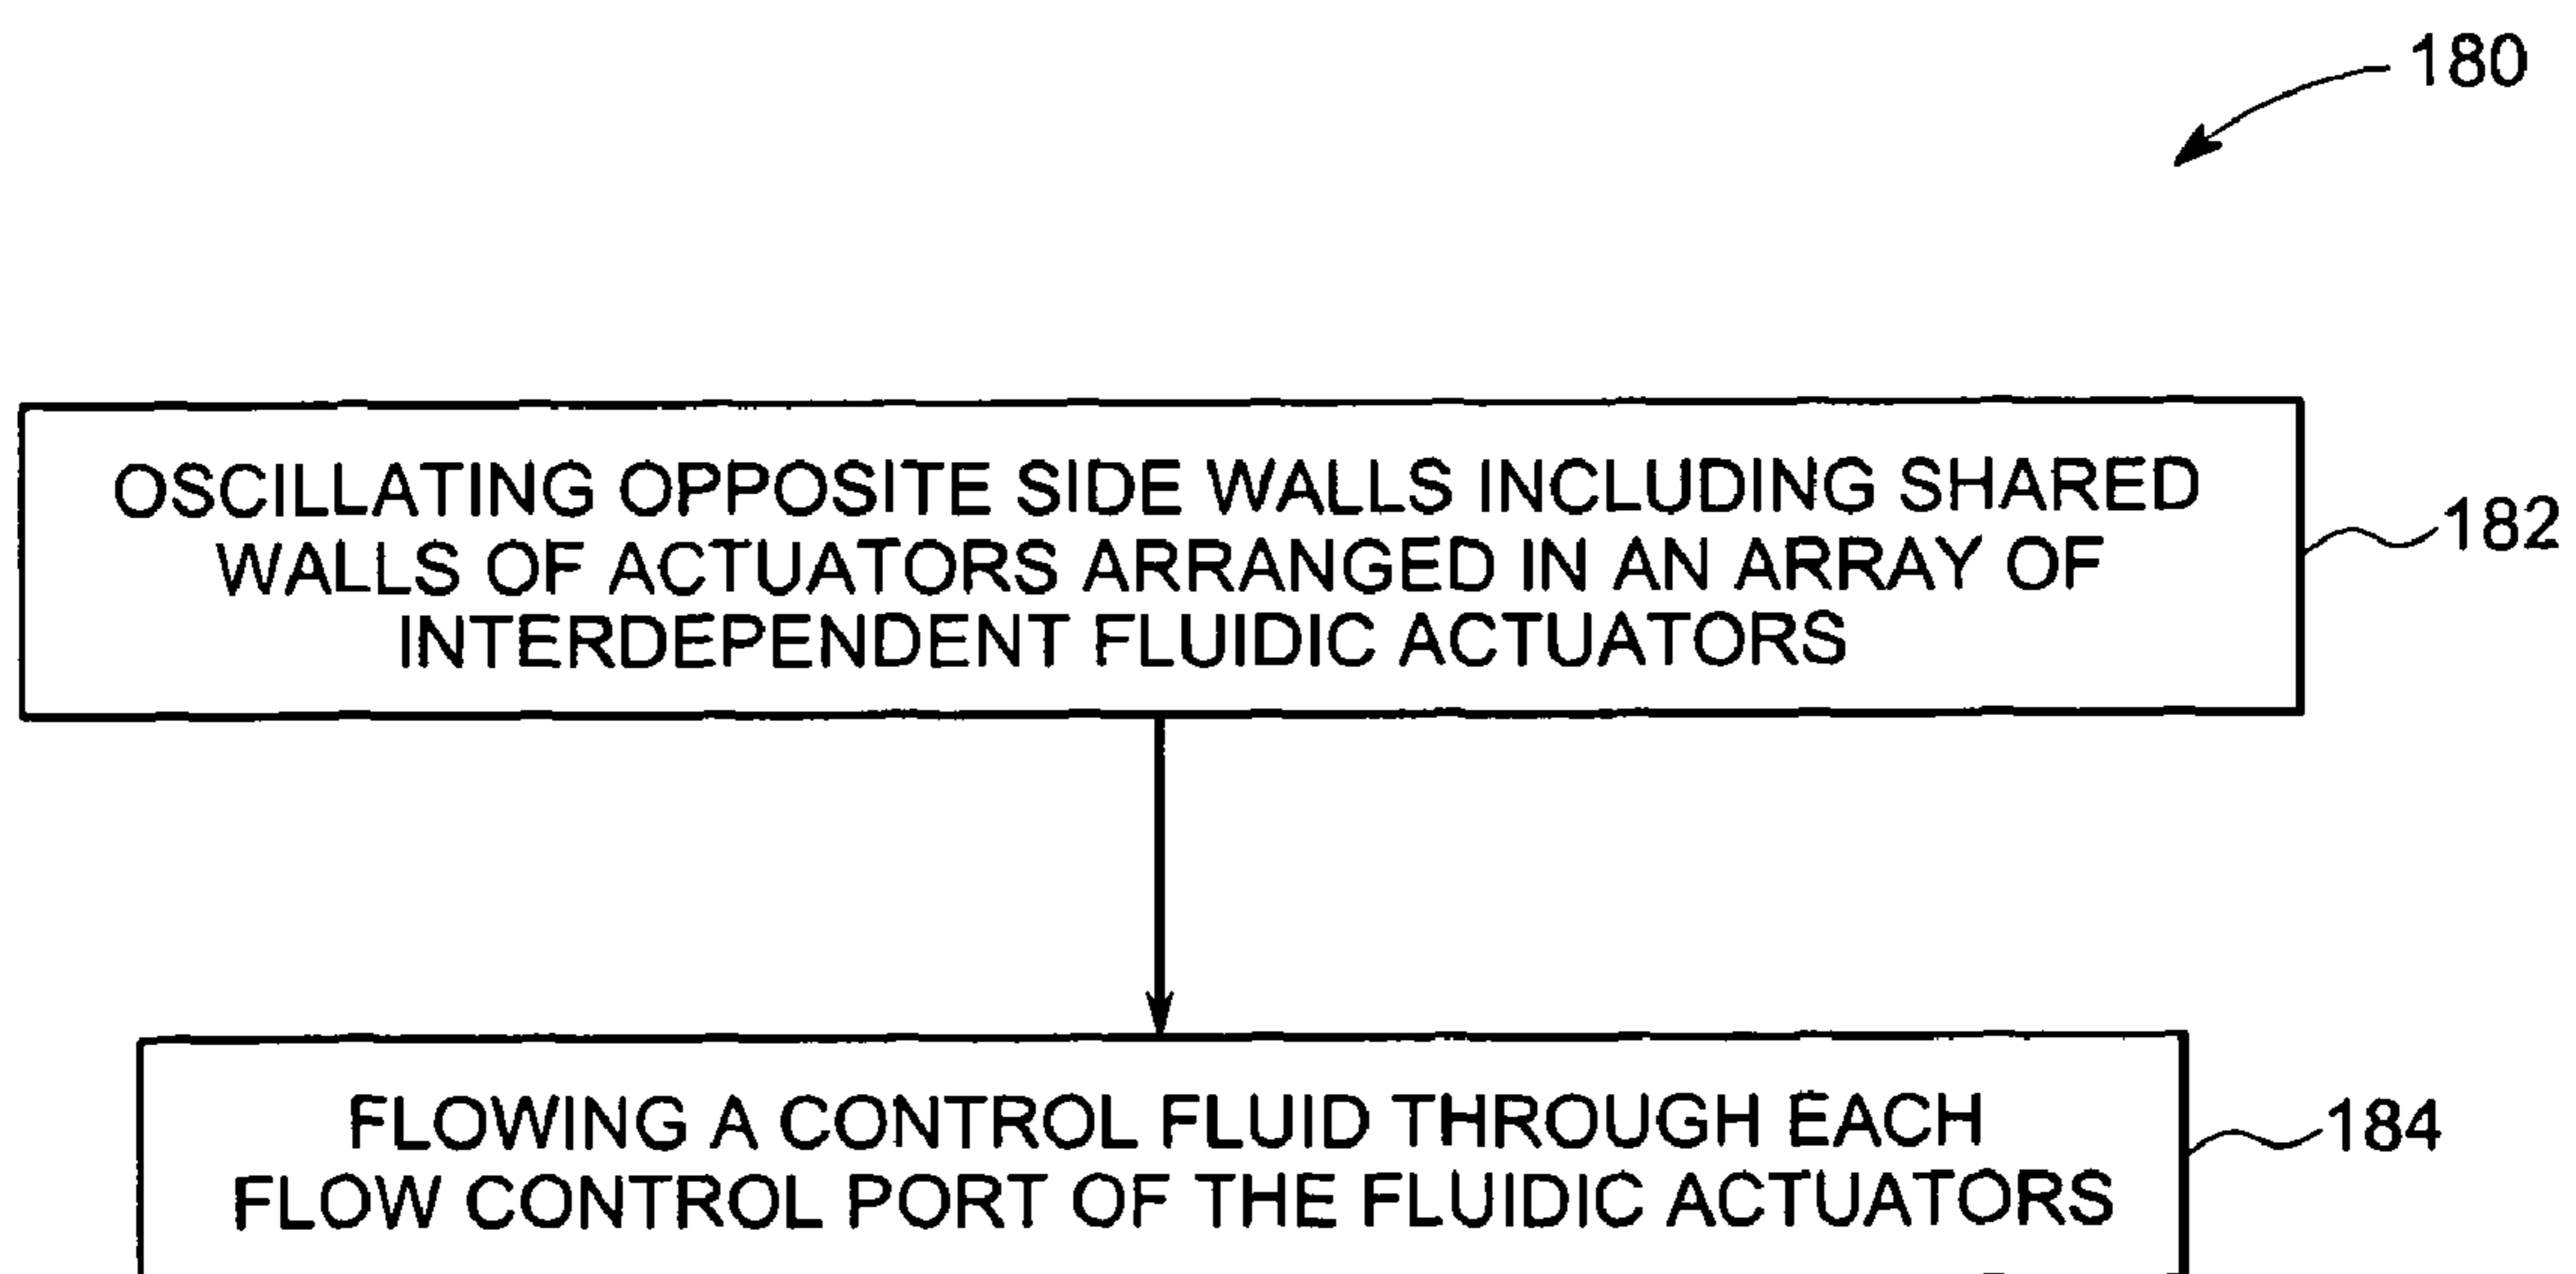 180
OSCILLATING OPPOSITE SIDE WALLS INCLUDING SHARED
WALLS OF ACTUATORS ARRANGED IN AN ARRAY OF
INTERDEPENDENT FLUIDIC ACTUATORS
182
FLOWING A CONTROL FLUID THROUGH EACH
FLOW CONTROL PORT OF THE FLUIDIC ACTUATORS
184